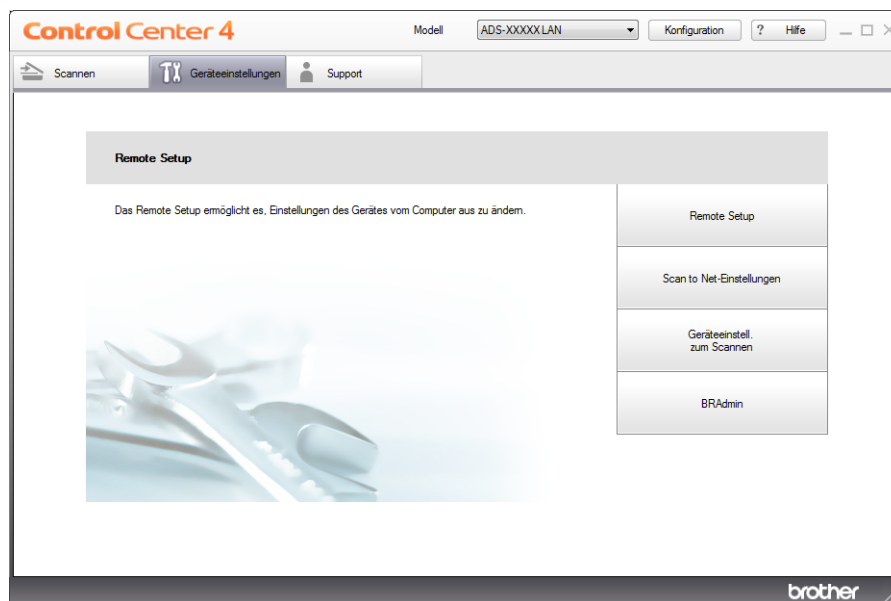 Control Center 4
Modell
ADS-XXXXX LAN
Konfiguration
? Hilfe
Scannen
Geräteeinstellungen
Support
Remote Setup
Das Remote Setup ermöglicht es, Einstellungen des Gerätes vom Computer aus zu ändern.
Remote Setup
Scan to Net-Einstellungen
Geräteeinstell.
zum Scannen
BRAdmin
brother